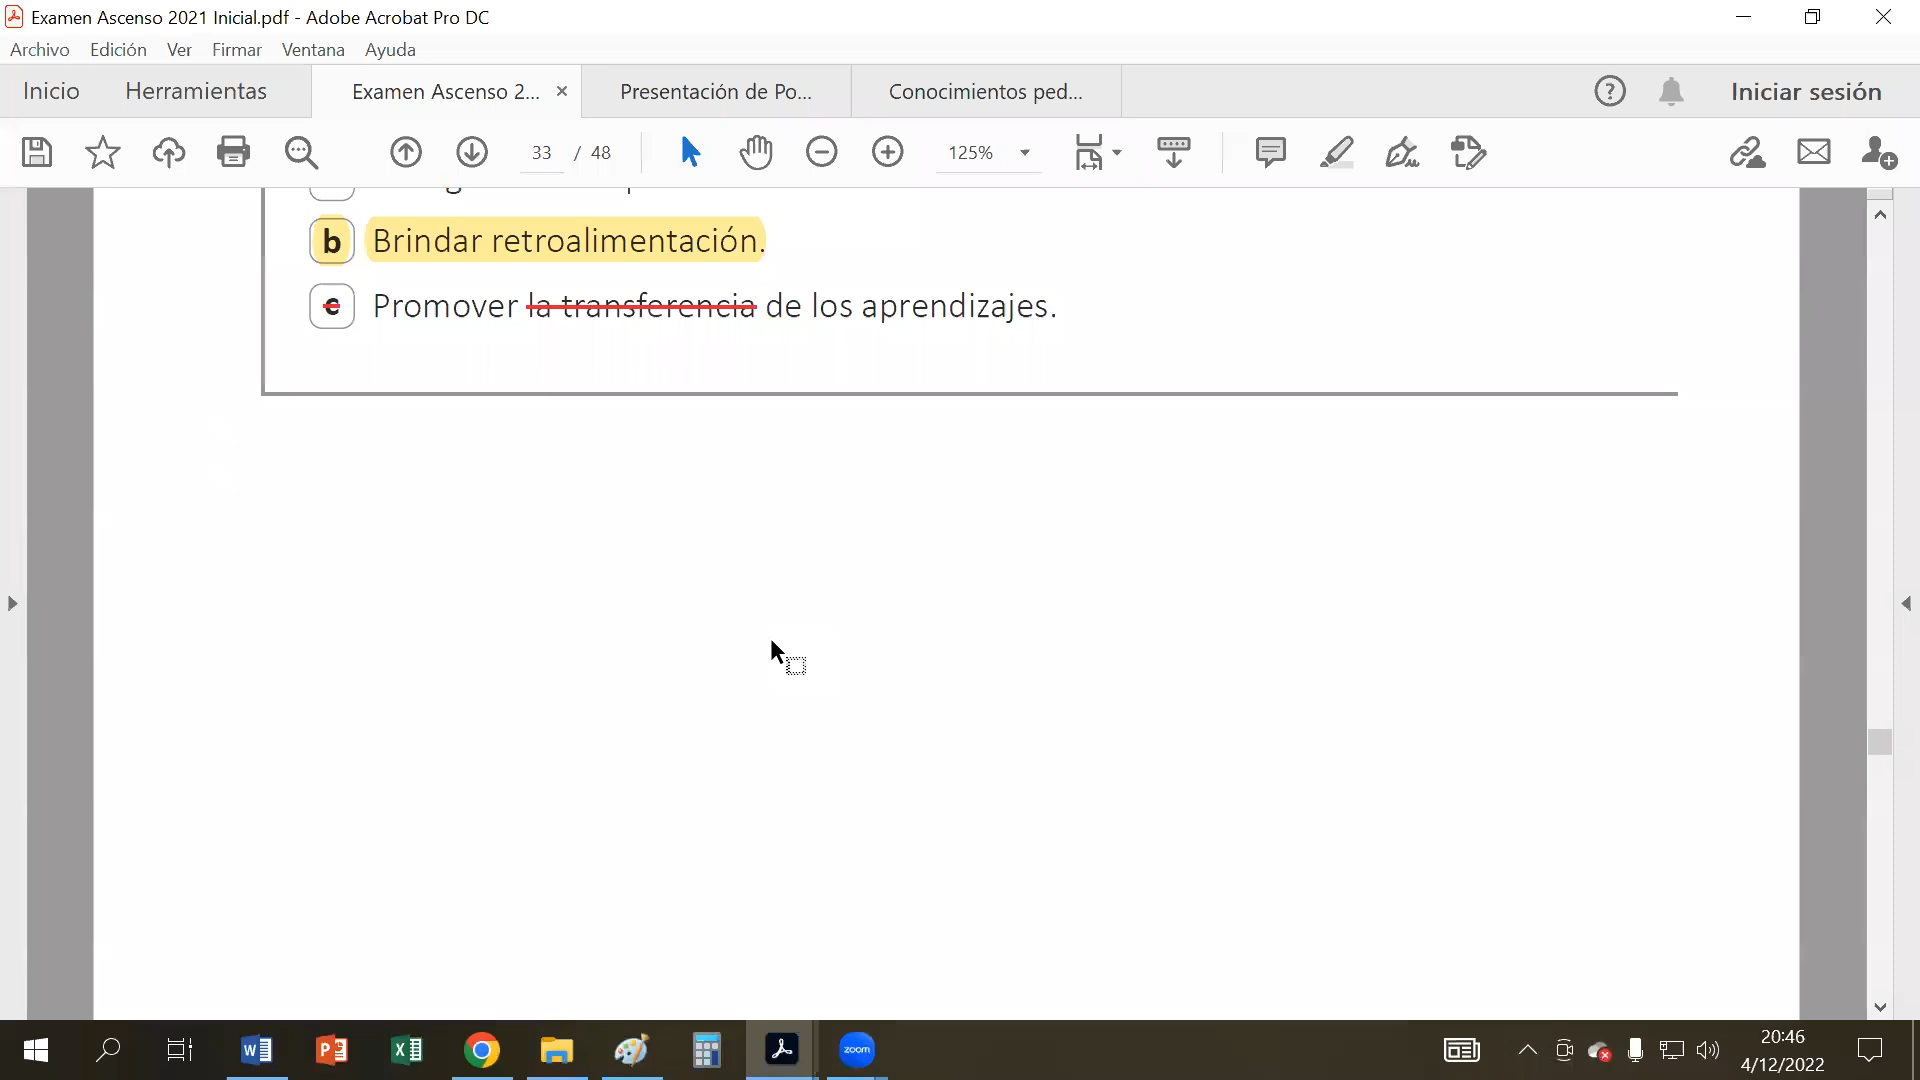 Examen Ascenso 2021 Inicial.pdf - Adobe Acrobat Pro DC
Archivo Edición Ver Firmar Ventana Ayuda
Inicio Herramientas Examen Ascenso 2... × Presentación de Po... Conocimientos ped... Iniciar sesión
33 / 48 125%
b Brindar retroalimentación.
c Promover la transferencia de los aprendizajes.
zoom
20:46
4/12/2022